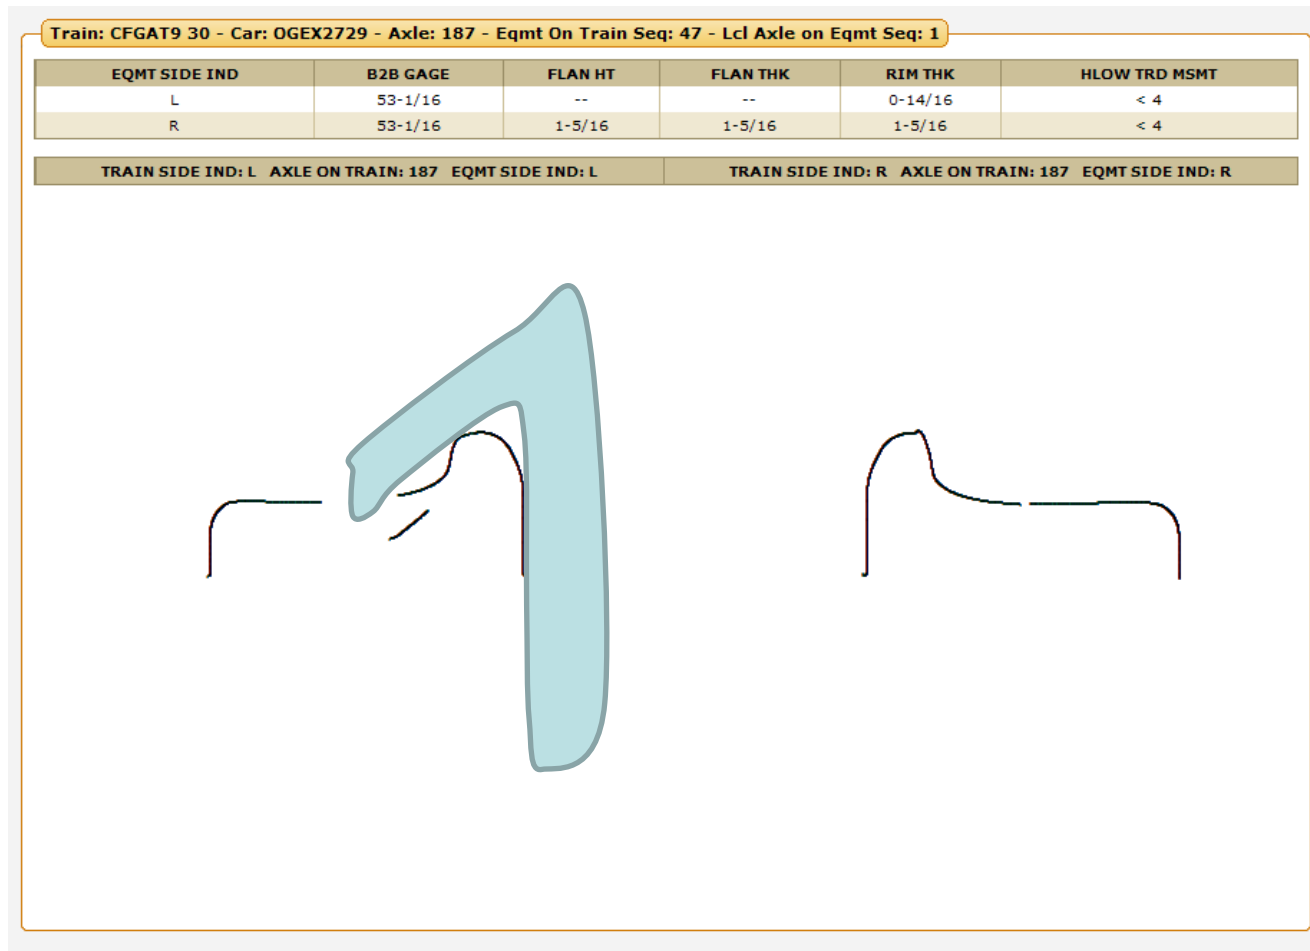 Train: CFGAT9 30 - Car: OGEX2729 - Axle: 187 - Eqmt On Train Seq: 47 - Lcl Axle on Eqmt Seq: 1
EQMT SIDE IND B2B GAGE FLAN HT FLAN THK RIM THK HLOW TRD MSMT
L 53-1/16 -- -- 0-14/16 < 4
R 53-1/16 1-5/16 1-5/16 1-5/16 < 4
TRAIN SIDE IND: L AXLE ON TRAIN: 187 EQMT SIDE IND: L TRAIN SIDE IND: R AXLE ON TRAIN: 187 EQMT SIDE IND: R